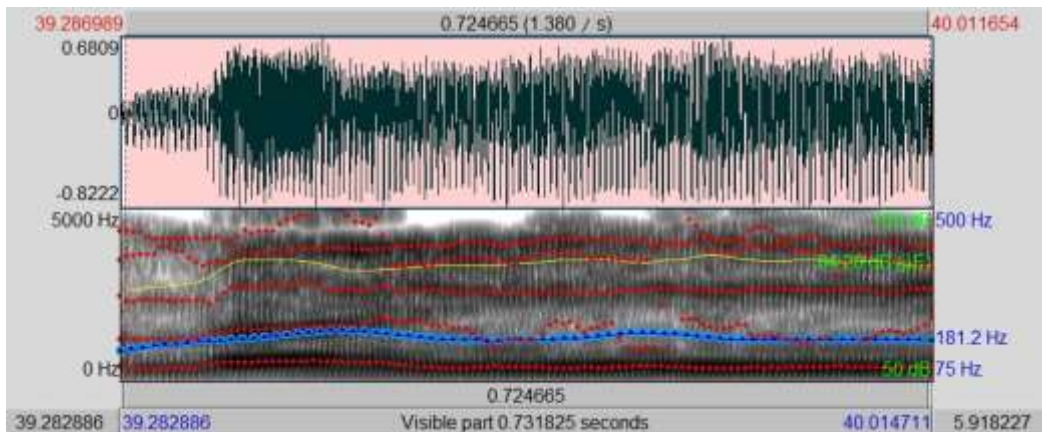 39.286989 0.724665 (1.380 / s) 40.011654
0.6809
0
-0.8222
5000 Hz 500 Hz
181.2 Hz
0 Hz 50 dB 75 Hz
0.724665
39.282886 39.282886 Visible part 0.731825 seconds 40.014711 5.918227